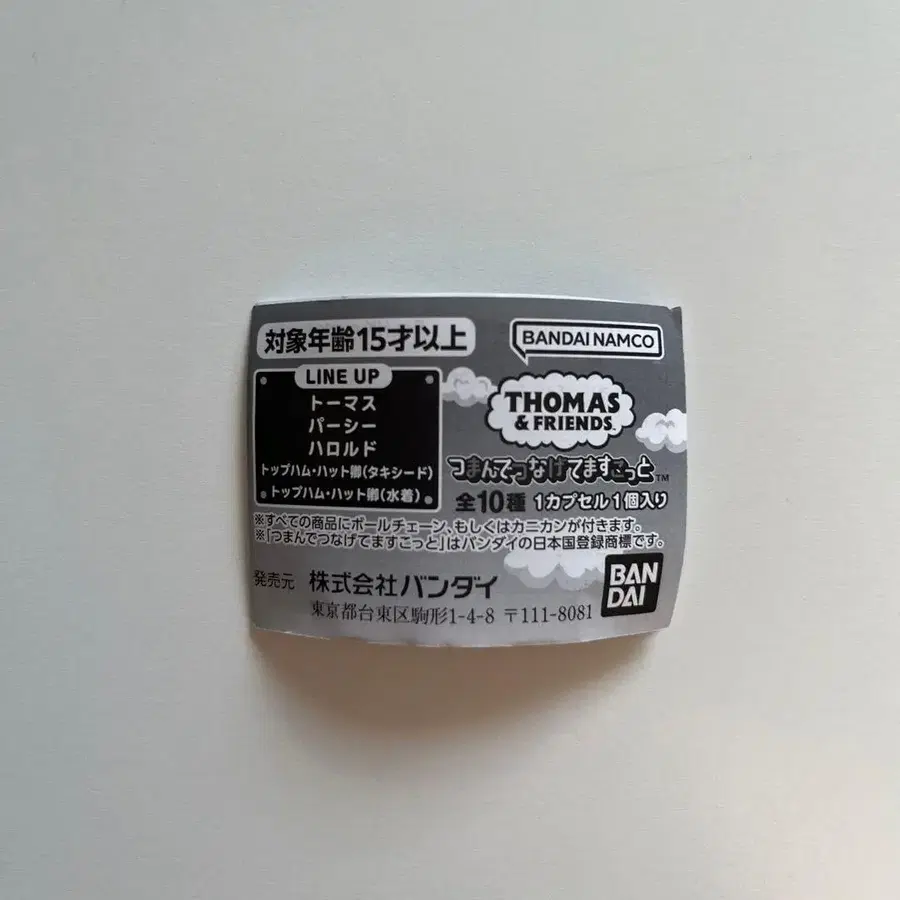 対象年齢15才以上
BANDAI NAMCO
LINE UP
トーマス
パーシー
ハロルド
トップハム・ハット卿(タキシード)
トップハム・ハット卿(水着)
THOMAS
& FRIENDS™
つまんでつなげてますこっと™
全10種 1カプセル1個入り
※すべての商品にボールチェーン、もしくはカニカンが付きます。
※「つまんでつなげてますこっと」はバンダイの日本国登録商標です。
発売元 株式会社バンダイ
東京都台東区駒形1-4-8 〒111-8081
BAN
DAI